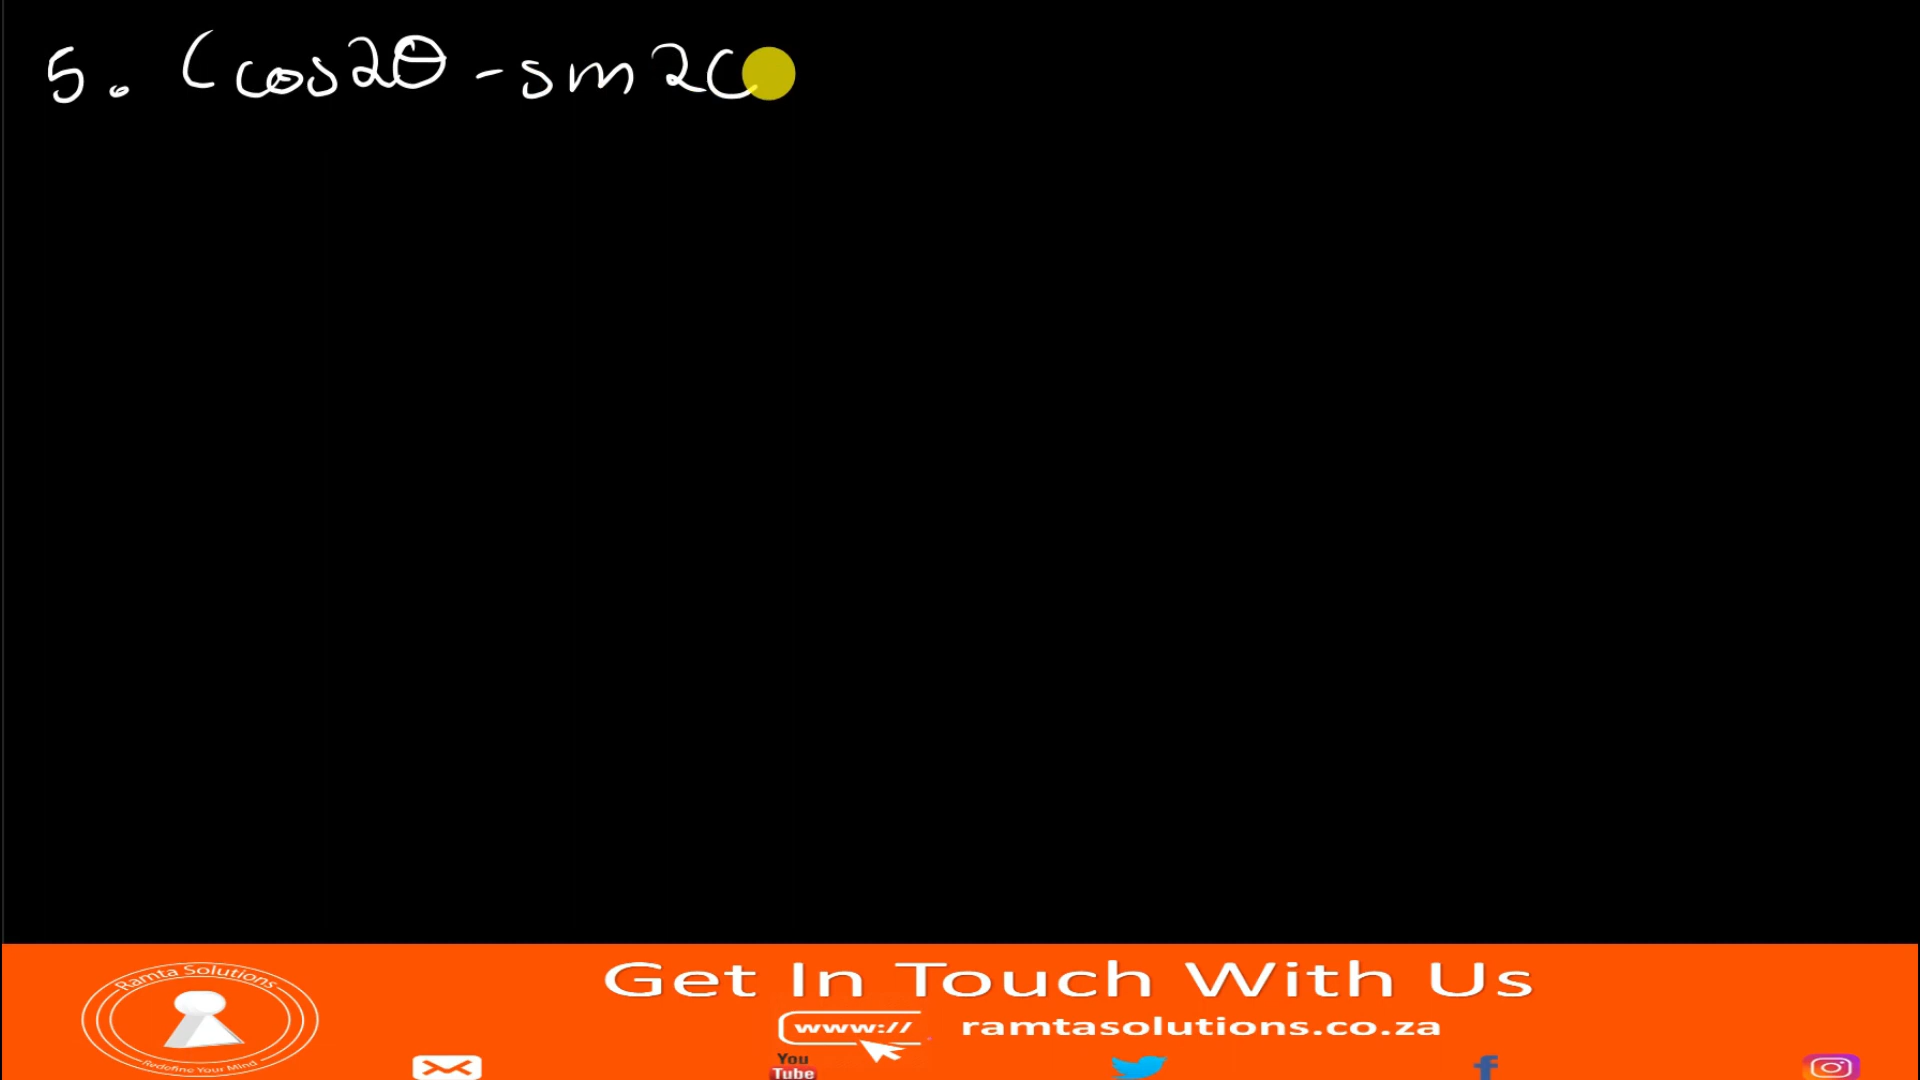 5. (cos2θ - sin2
Get In Touch With Us
www:// ramtasolutions.co.za
Ramta Solutions
Redefine Your Mind
You
Tube